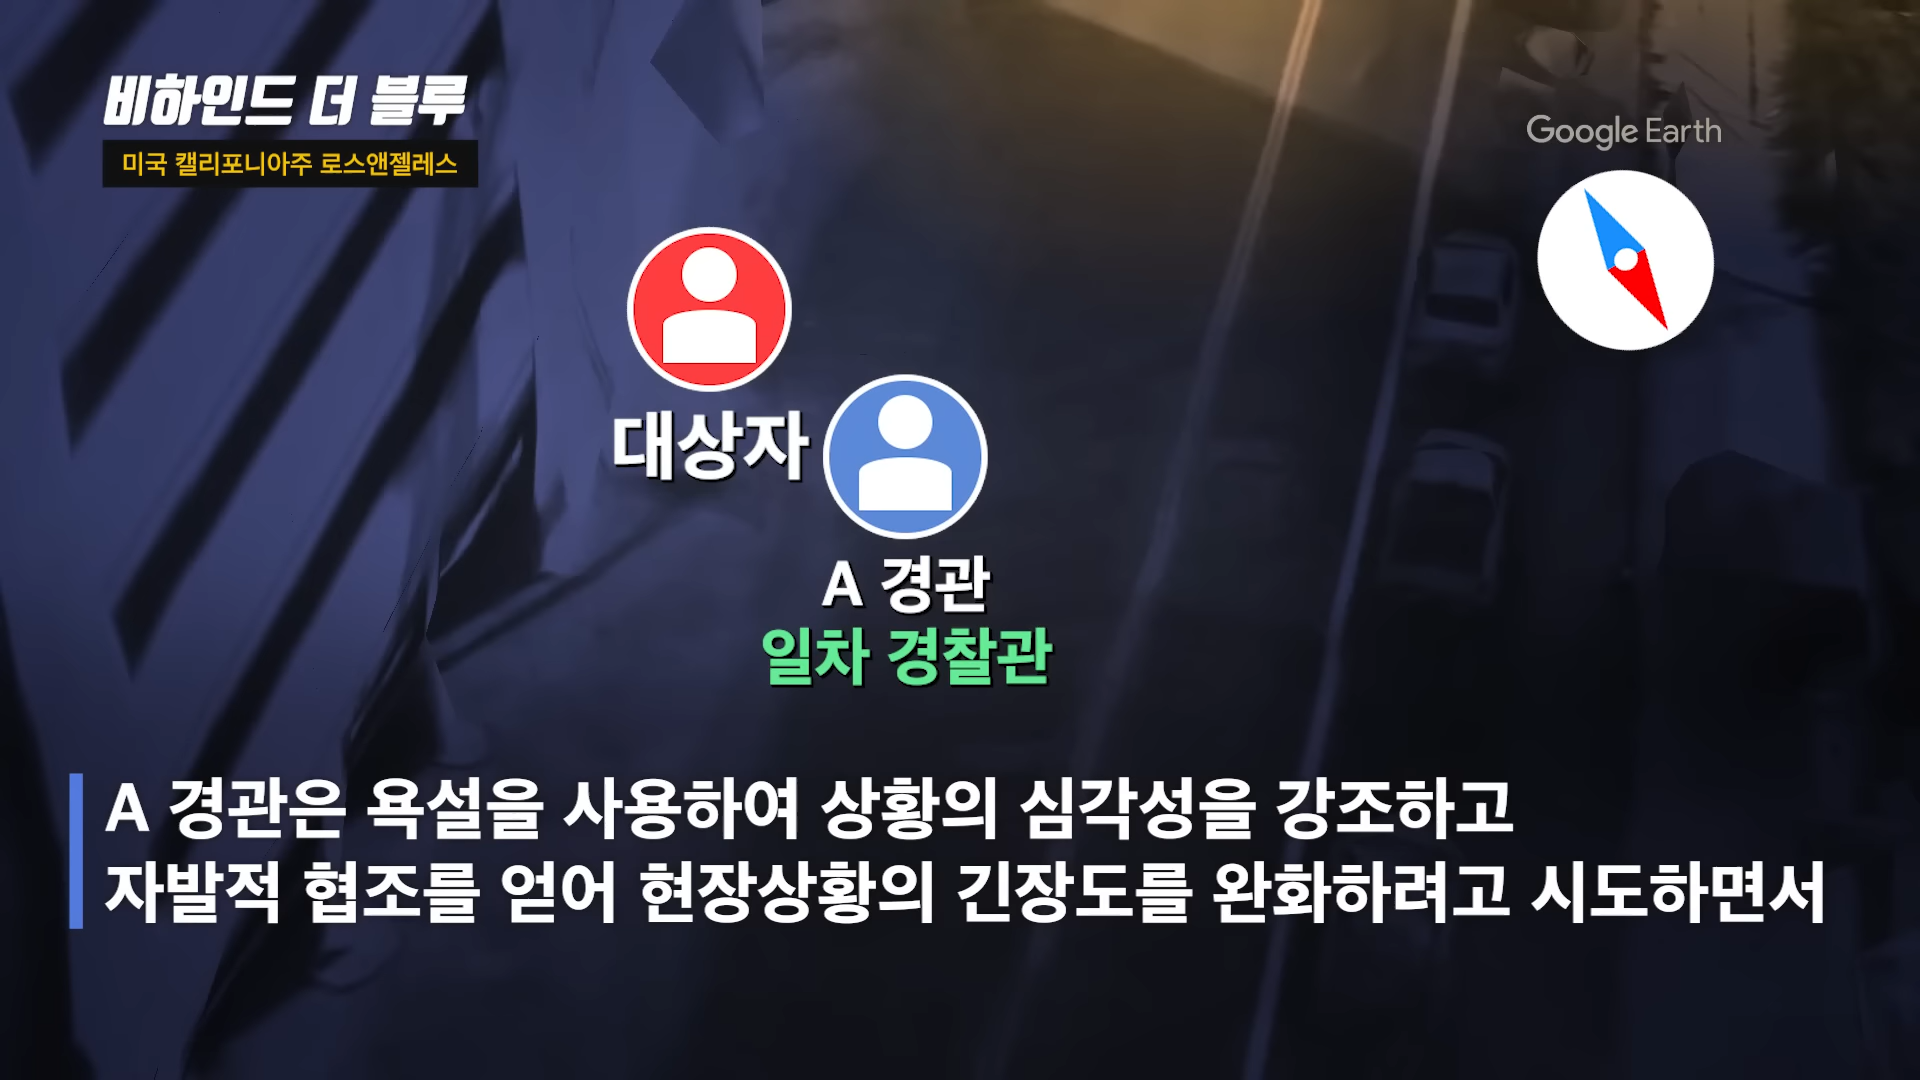 비하인드 더 블루
미국 캘리포니아주 로스앤젤레스
Google Earth
대상자
A 경관
일차 경찰관
A 경관은 욕설을 사용하여 상황의 심각성을 강조하고
자발적 협조를 얻어 현장상황의 긴장도를 완화하려고 시도하면서